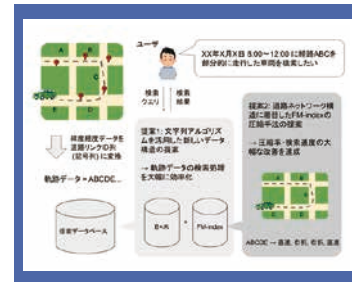 ユーザ
XX年X月X日 8:00~12:00 に経路ABCを
部分的に走行した車両を検索したい
A
B
C
E
D
検索
クエリ
検索
結果
緯度経度データを
道路リンクの列
(記号列) に変換
軌跡データ=ABCDE...
提案1: 文字列アルゴリズ
ムを活用した新しいデータ
構造の提案
→ 軌跡データの検索処理
を大幅に効率化
提案2: 道路ネットワーク構
造に着目したFM-indexの
圧縮手法の提案
→ 圧縮率・検索速度の大
幅な改善を達成
データベース
B+木
+
FM-index
A
B
C
E
D
ABCDE → 直進, 右折, 右折, 直進